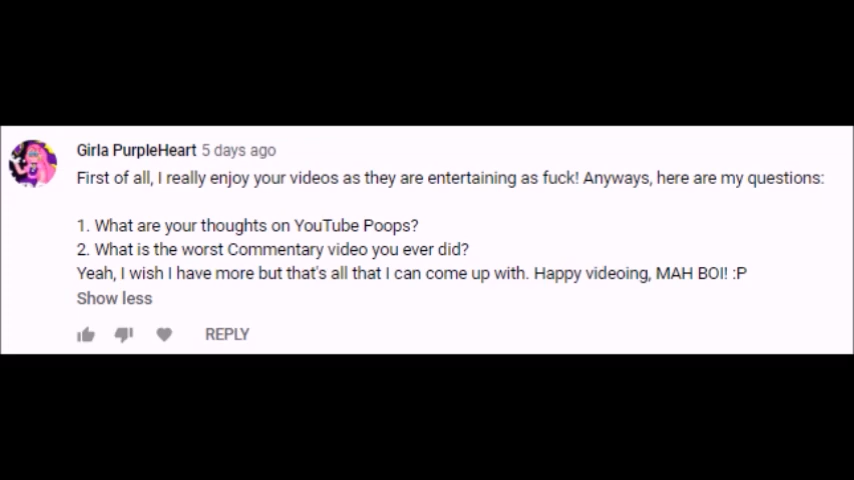 Girla PurpleHeart 5 days ago
First of all, I really enjoy your videos as they are entertaining as fuck! Anyways, here are my questions:
1. What are your thoughts on YouTube Poops?
2. What is the worst Commentary video you ever did?
Yeah, I wish I have more but that's all that I can come up with. Happy videoing, MAH BOI! :P
Show less
REPLY